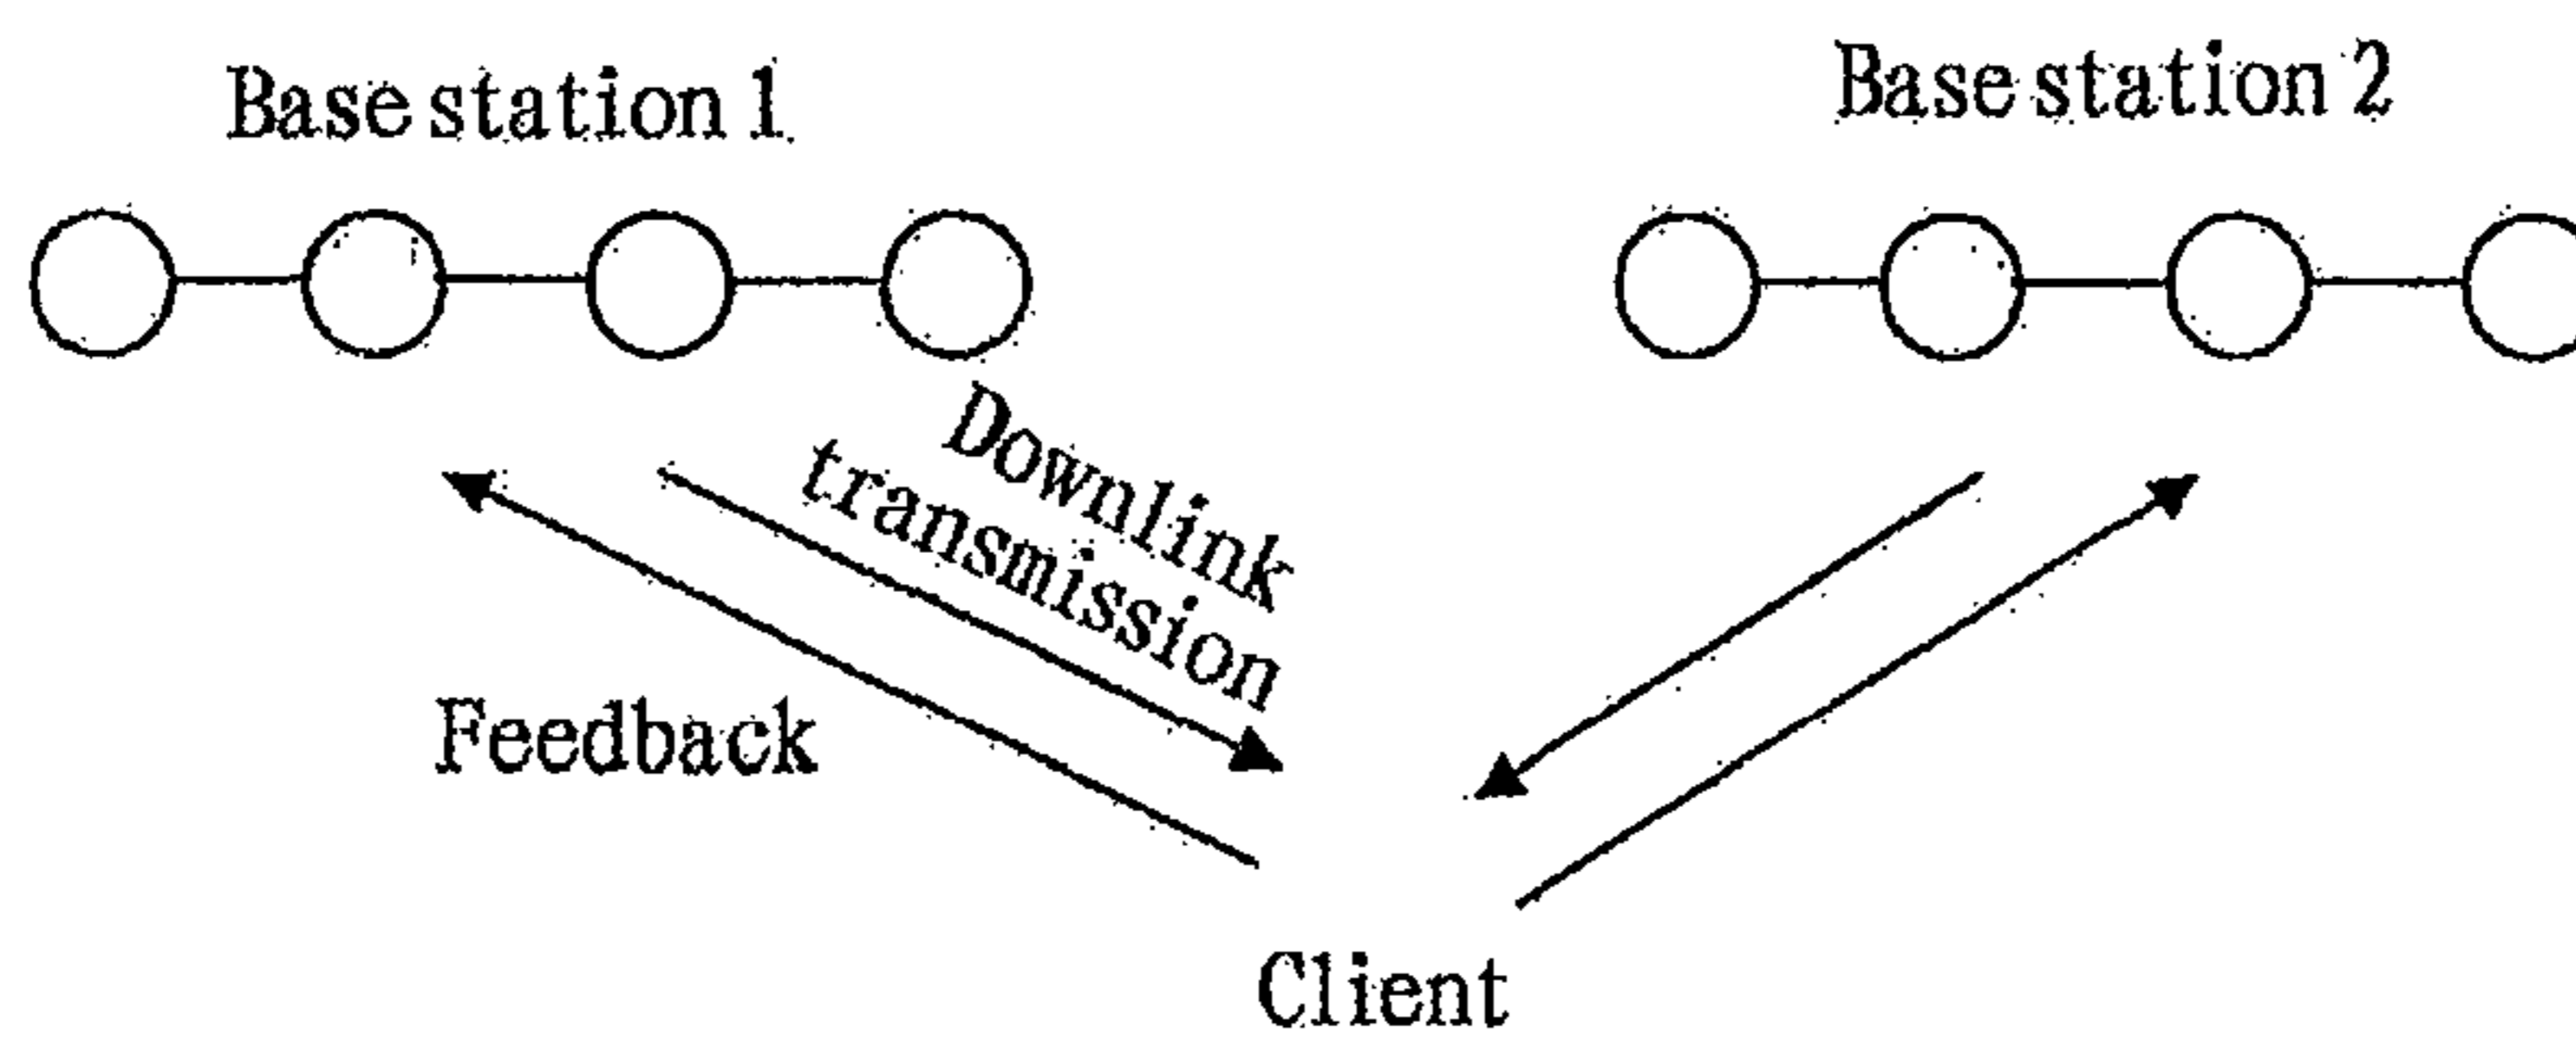 Base station 1
Base station 2
Downlink
transmission
Feedback
Client